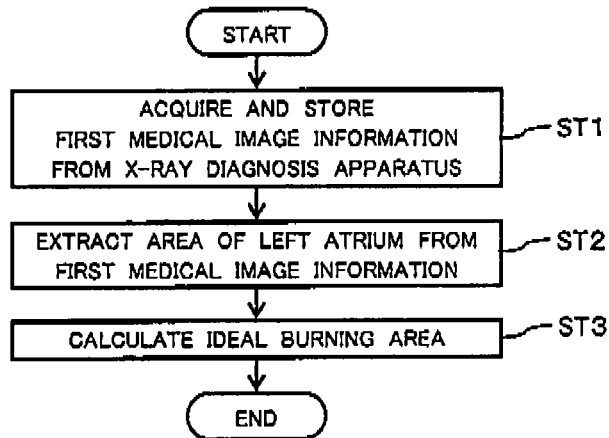 START
ACQUIRE AND STORE
FIRST MEDICAL IMAGE INFORMATION
FROM X-RAY DIAGNOSIS APPARATUS
ST1
EXTRACT AREA OF LEFT ATRIUM FROM
FIRST MEDICAL IMAGE INFORMATION
ST2
CALCULATE IDEAL BURNING AREA
ST3
END